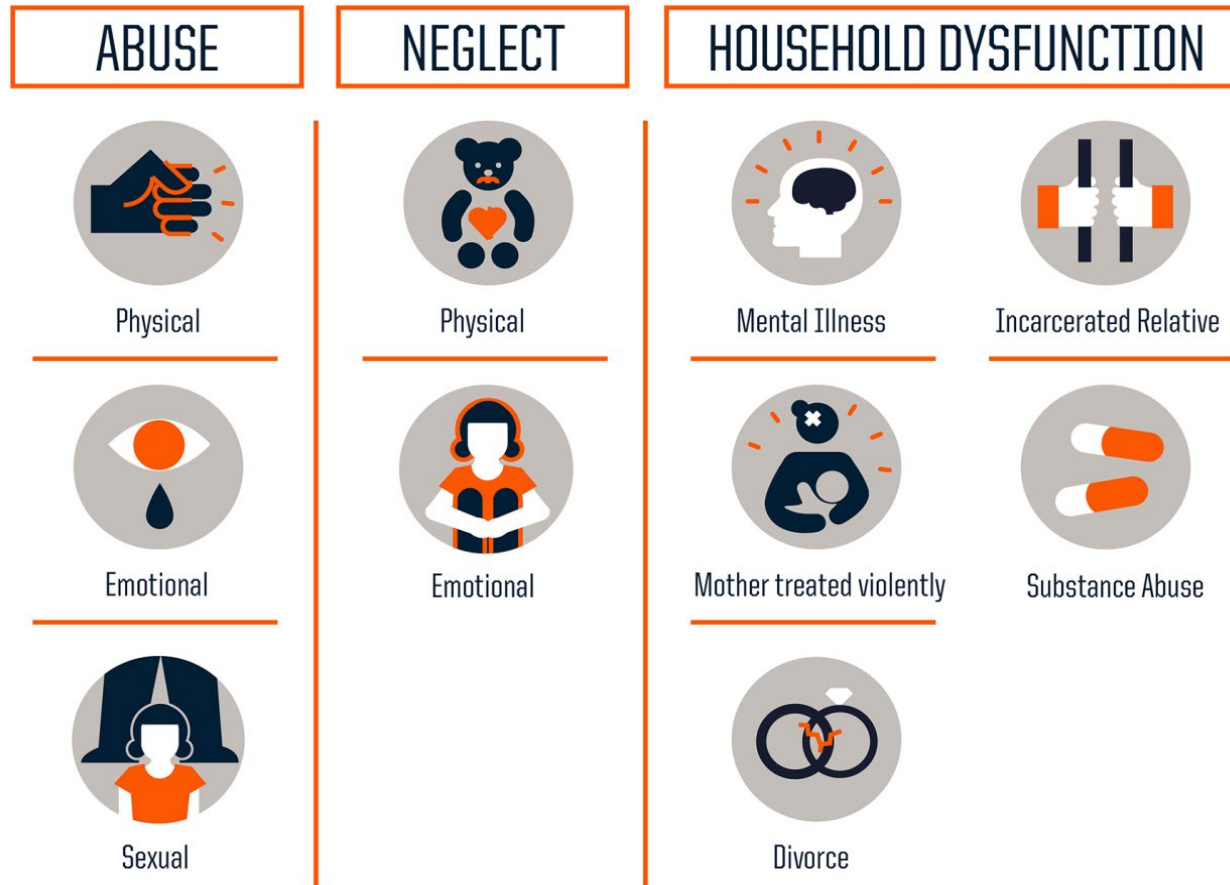 ABUSE
Physical
Emotional
Sexual
NEGLECT
Physical
Emotional
HOUSEHOLD DYSFUNCTION
Mental Illness
Incarcerated Relative
Mother treated violently
Substance Abuse
Divorce